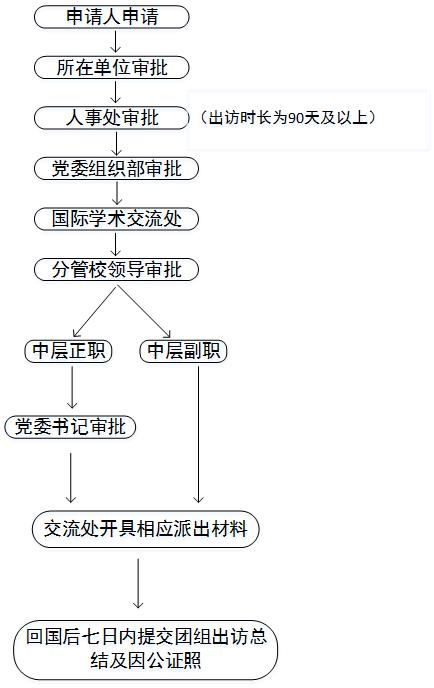 申请人申请
所在单位审批
人事处审批
（出访时长为90天及以上）
党委组织部审批
国际学术交流处
分管校领导审批
中层正职
中层副职
党委书记审批
交流处开具相应派出材料
回国后七日内提交团组出访总
结及因公证照